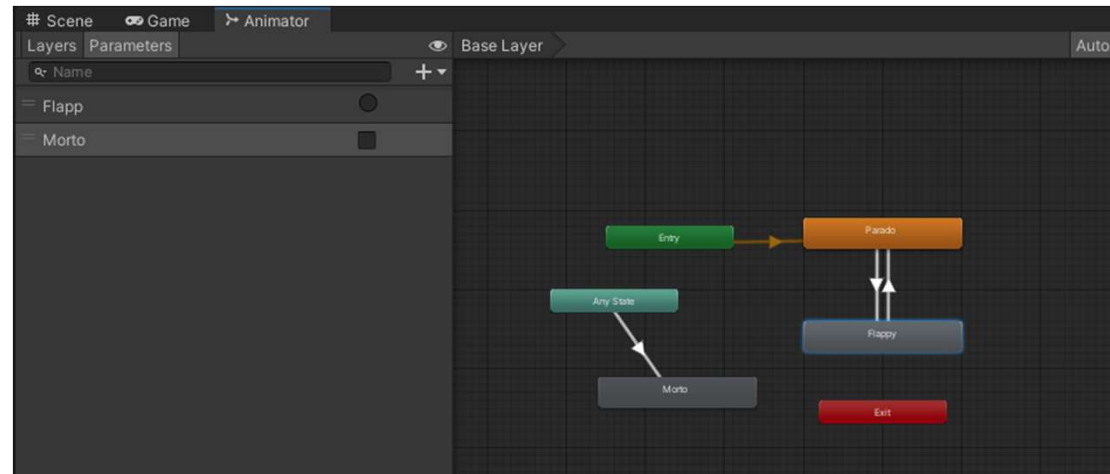 Scene Game Animator
Layers Parameters Base Layer Auto
Name
Flapp
Morto
Entry
Parado
Any State
Flappy
Morto
Exit